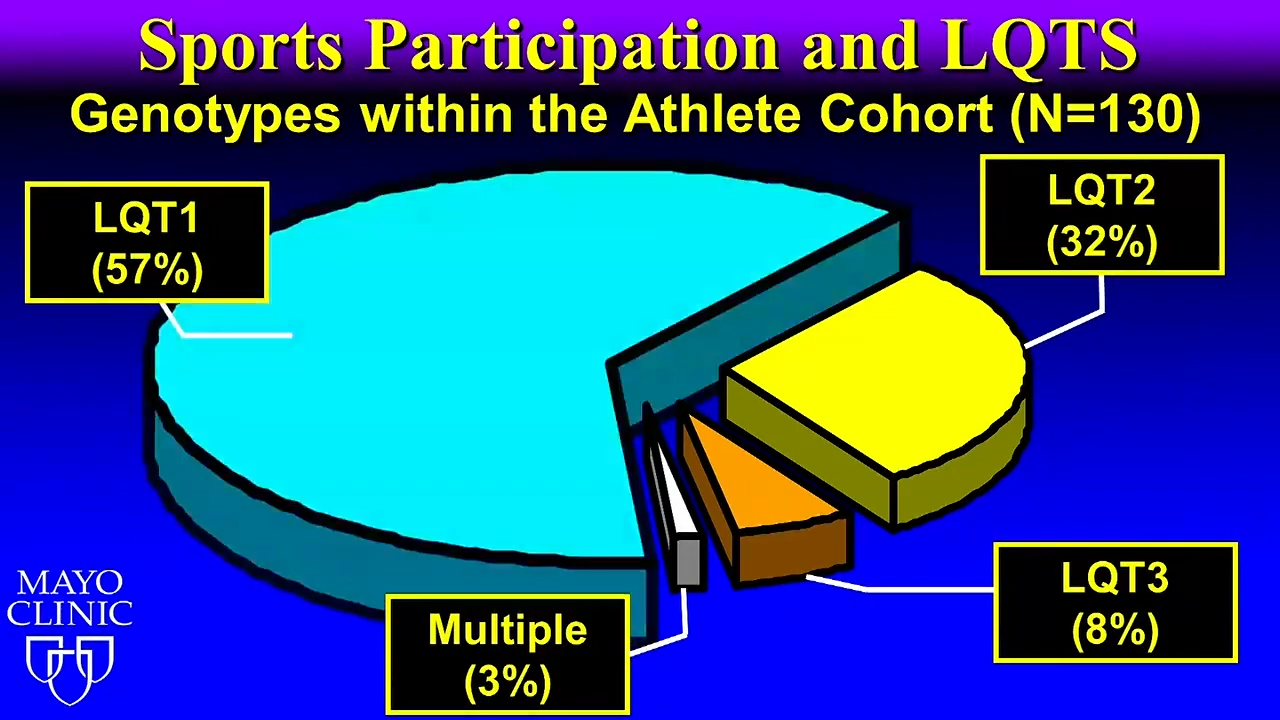 Sports Participation and LQTS
Genotypes within the Athlete Cohort (N=130)
LQT1
(57%)
LQT2
(32%)
LQT3
(8%)
Multiple
(3%)
MAYO
CLINIC